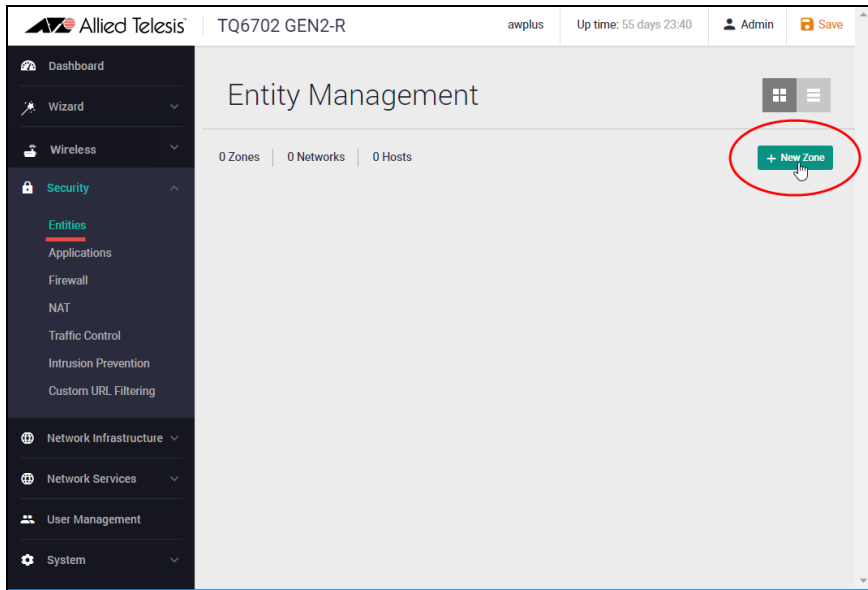 Allied Telesis™ TQ6702 GEN2-R awplus Up time: 55 days 23:40 Admin Save
Dashboard
Wizard
Wireless
Security
Entities
Applications
Firewall
NAT
Traffic Control
Intrusion Prevention
Custom URL Filtering
Network Infrastructure
Network Services
User Management
System
Entity Management
0 Zones 0 Networks 0 Hosts + New Zone